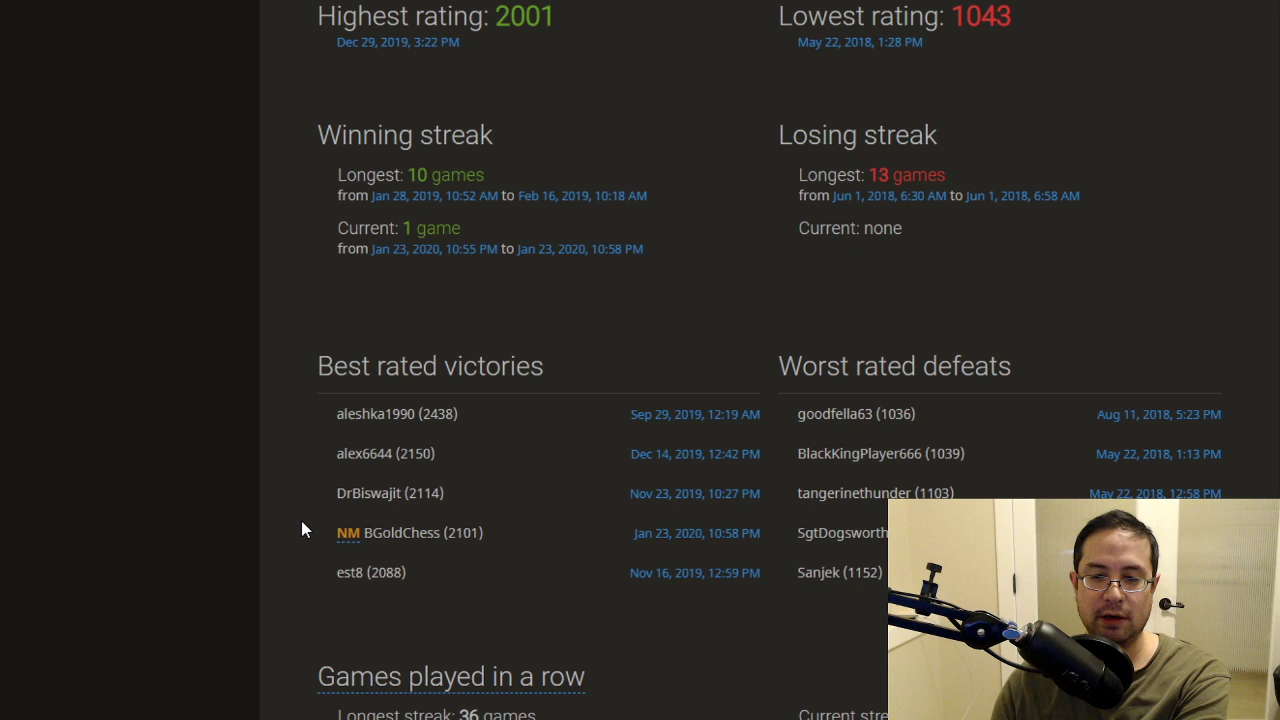 Highest rating: 2001
Dec 29, 2019, 3:22 PM
Lowest rating: 1043
May 22, 2018, 1:28 PM
Winning streak
Longest: 10 games
from Jan 28, 2019, 10:52 AM to Feb 16, 2019, 10:18 AM
Current: 1 game
from Jan 23, 2020, 10:55 PM to Jan 23, 2020, 10:58 PM
Losing streak
Longest: 13 games
from Jun 1, 2018, 6:30 AM to Jun 1, 2018, 6:58 AM
Current: none
Best rated victories
aleshka1990 (2438) Sep 29, 2019, 12:19 AM
alex6644 (2150) Dec 14, 2019, 12:42 PM
DrBiswajit (2114) Nov 23, 2019, 10:27 PM
NM BGoldChess (2101) Jan 23, 2020, 10:58 PM
est8 (2088) Nov 16, 2019, 12:59 PM
Worst rated defeats
goodfella63 (1036) Aug 11, 2018, 5:23 PM
BlackKingPlayer666 (1039) May 22, 2018, 1:13 PM
tangerinethunder (1103) May 22, 2018, 12:58 PM
SgtDogsworth
Sanjek (1152)
Games played in a row
Longest streak: 36 games
Current stre